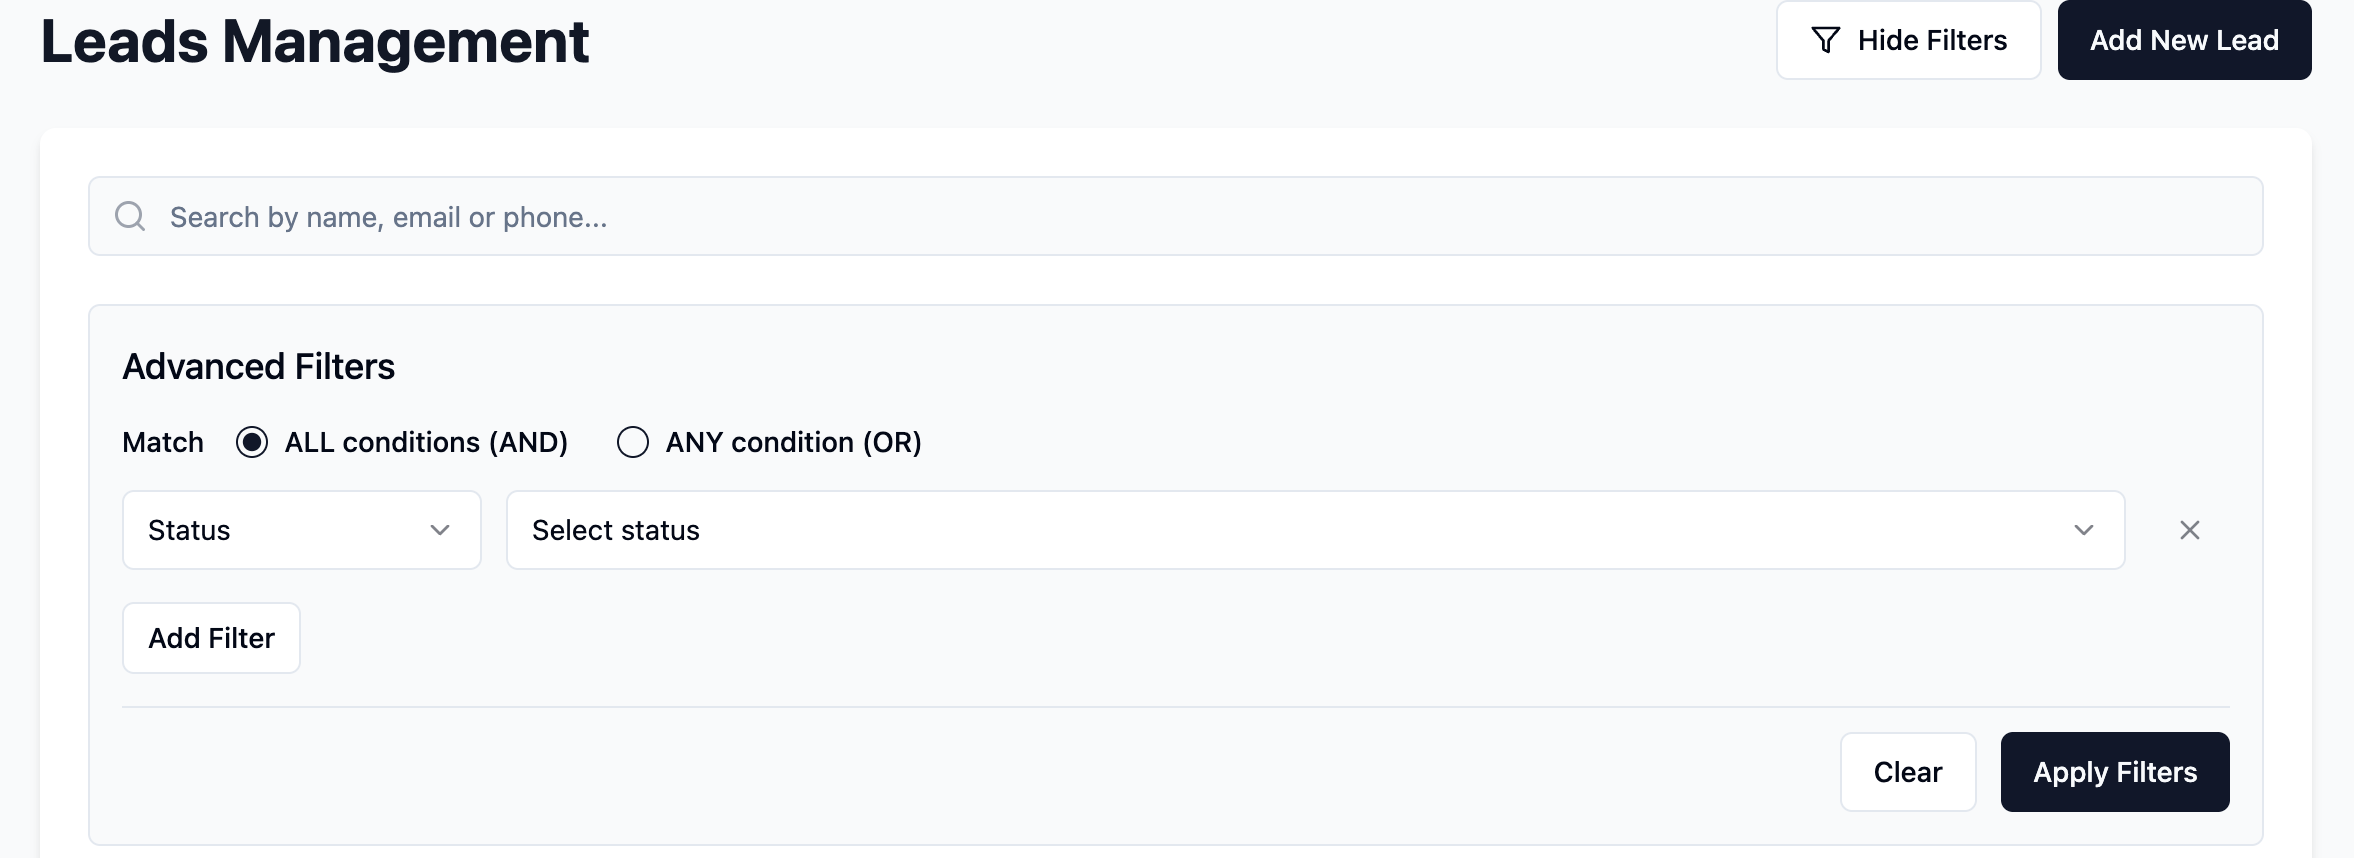 Leads Management
Hide Filters
Add New Lead
Search by name, email or phone...
Advanced Filters
Match
ALL conditions (AND)
ANY condition (OR)
Status
Select status
Add Filter
Clear
Apply Filters